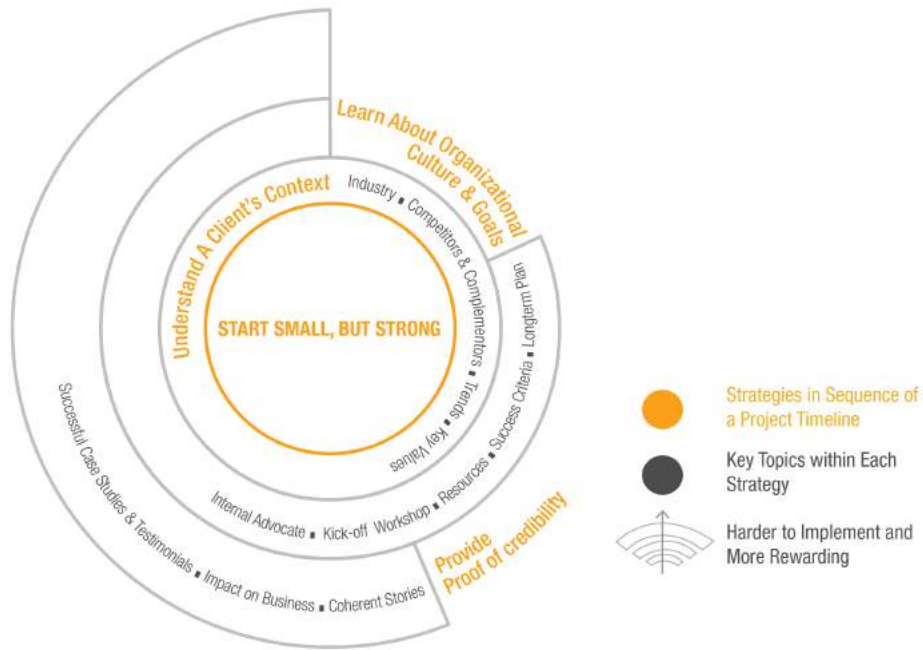 Learn About Organizational
Culture & Goals
Understand A Client's Context
Industry ▪ Competitors & Complementors ▪ Trends ▪ Key Values
START SMALL, BUT STRONG
Longterm Plan ▪ Success Criteria ▪ Resources ▪ Kick-off Workshop ▪ Internal Advocate
Provide
Proof of credibility
Successful Case Studies & Testimonials ▪ Impact on Business ▪ Coherent Stories
Strategies in Sequence of
a Project Timeline
Key Topics within Each
Strategy
Harder to Implement and
More Rewarding